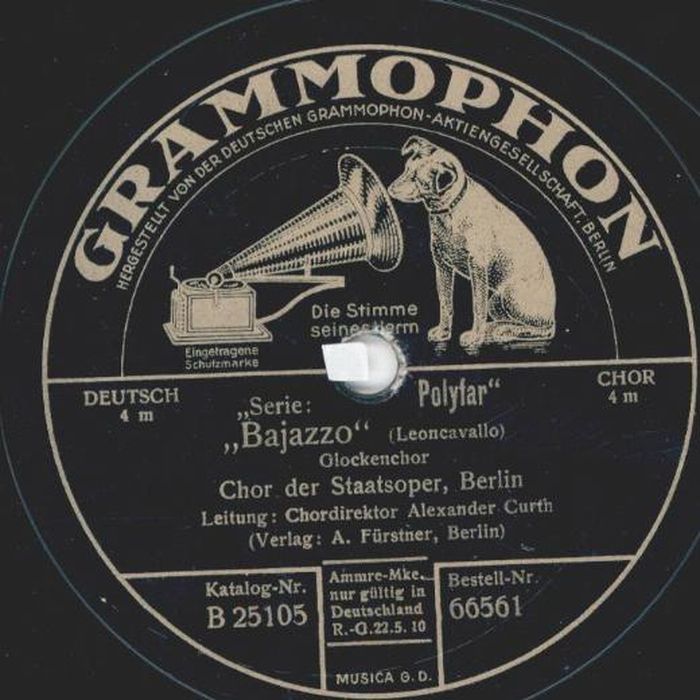 GRAMMOPHON
HERGESTELLT VON DER DEUTSCHEN GRAMMOPHON-AKTIENGESELLSCHAFT, BERLIN
Die Stimme
seines Herrn
Eingetragene
Schutzmarke
DEUTSCH
4 m
CHOR
4 m
„Serie: Polyfar“
„Bajazzo“ (Leoncavallo)
Glockenchor
Chor der Staatsoper, Berlin
Leitung: Chordirektor Alexander Curth
(Verlag: A. Fürstner, Berlin)
Katalog-Nr.
B 25105
Ammre-Mke.
nur gültig in
Deutschland
R.-G.22.5.10
Bestell-Nr.
66561
MUSICA G.D.